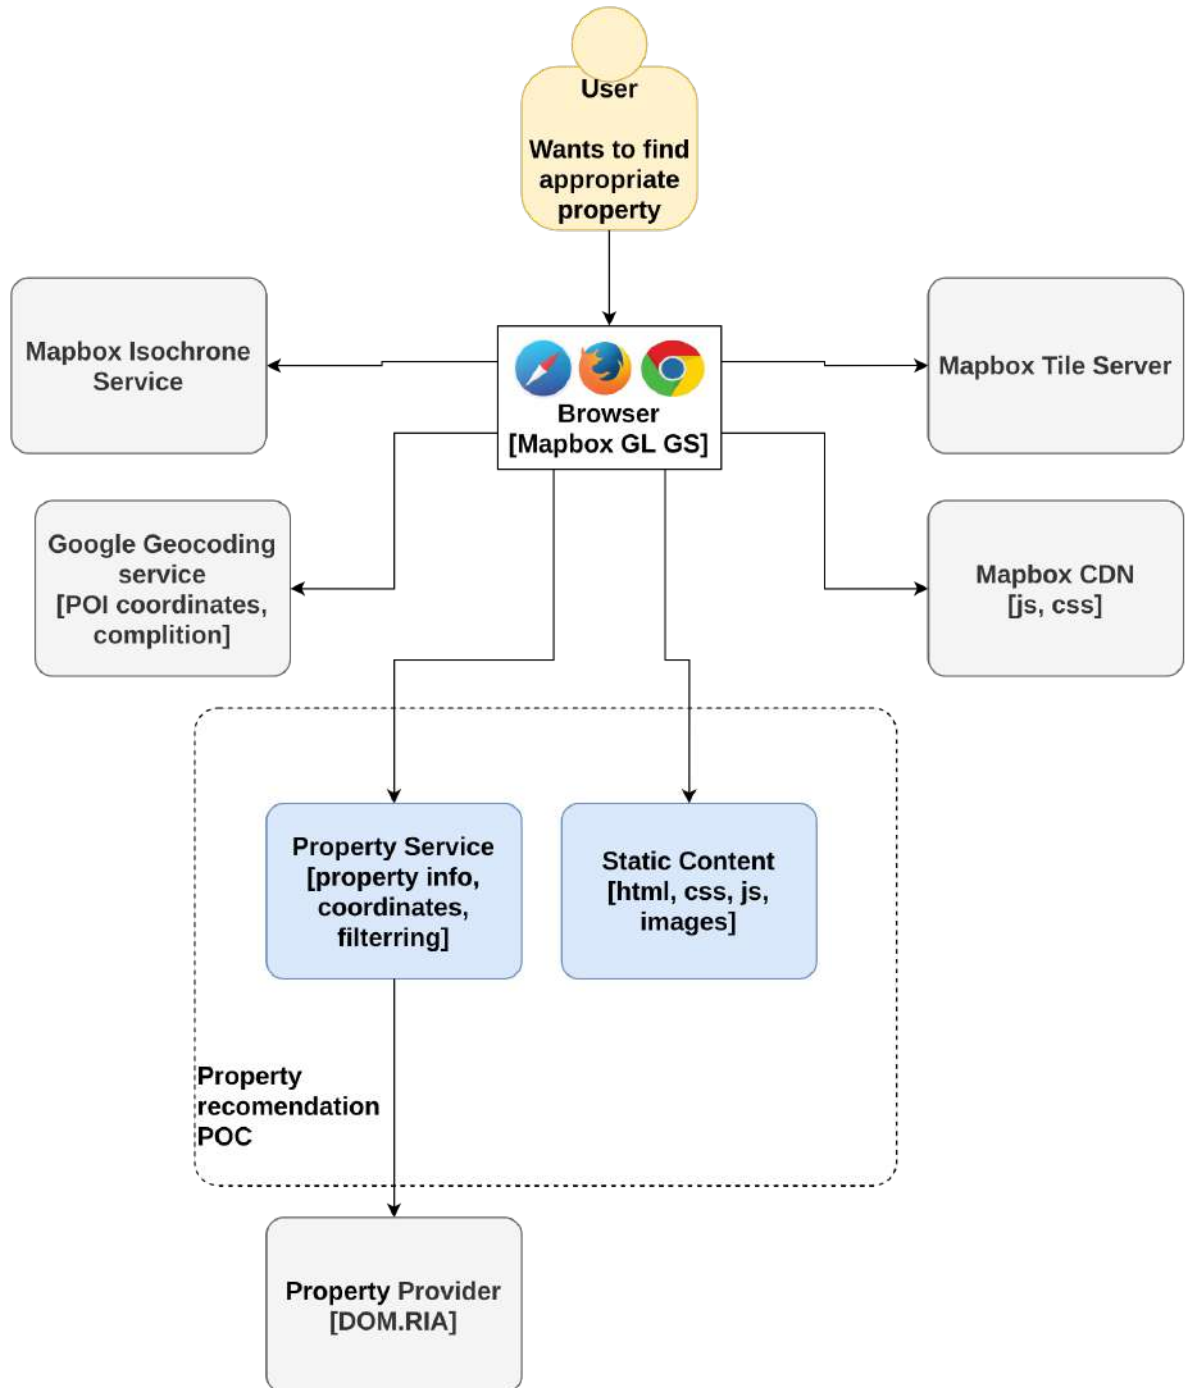 User
Wants to find
appropriate
property
Mapbox Isochrone
Service
Browser
[Mapbox GL GS]
Mapbox Tile Server
Google Geocoding
service
[POI coordinates,
complition]
Mapbox CDN
[js, css]
Property Service
[property info,
coordinates,
filterring]
Static Content
[html, css, js,
images]
Property
recomendation
POC
Property Provider
[DOM.RIA]